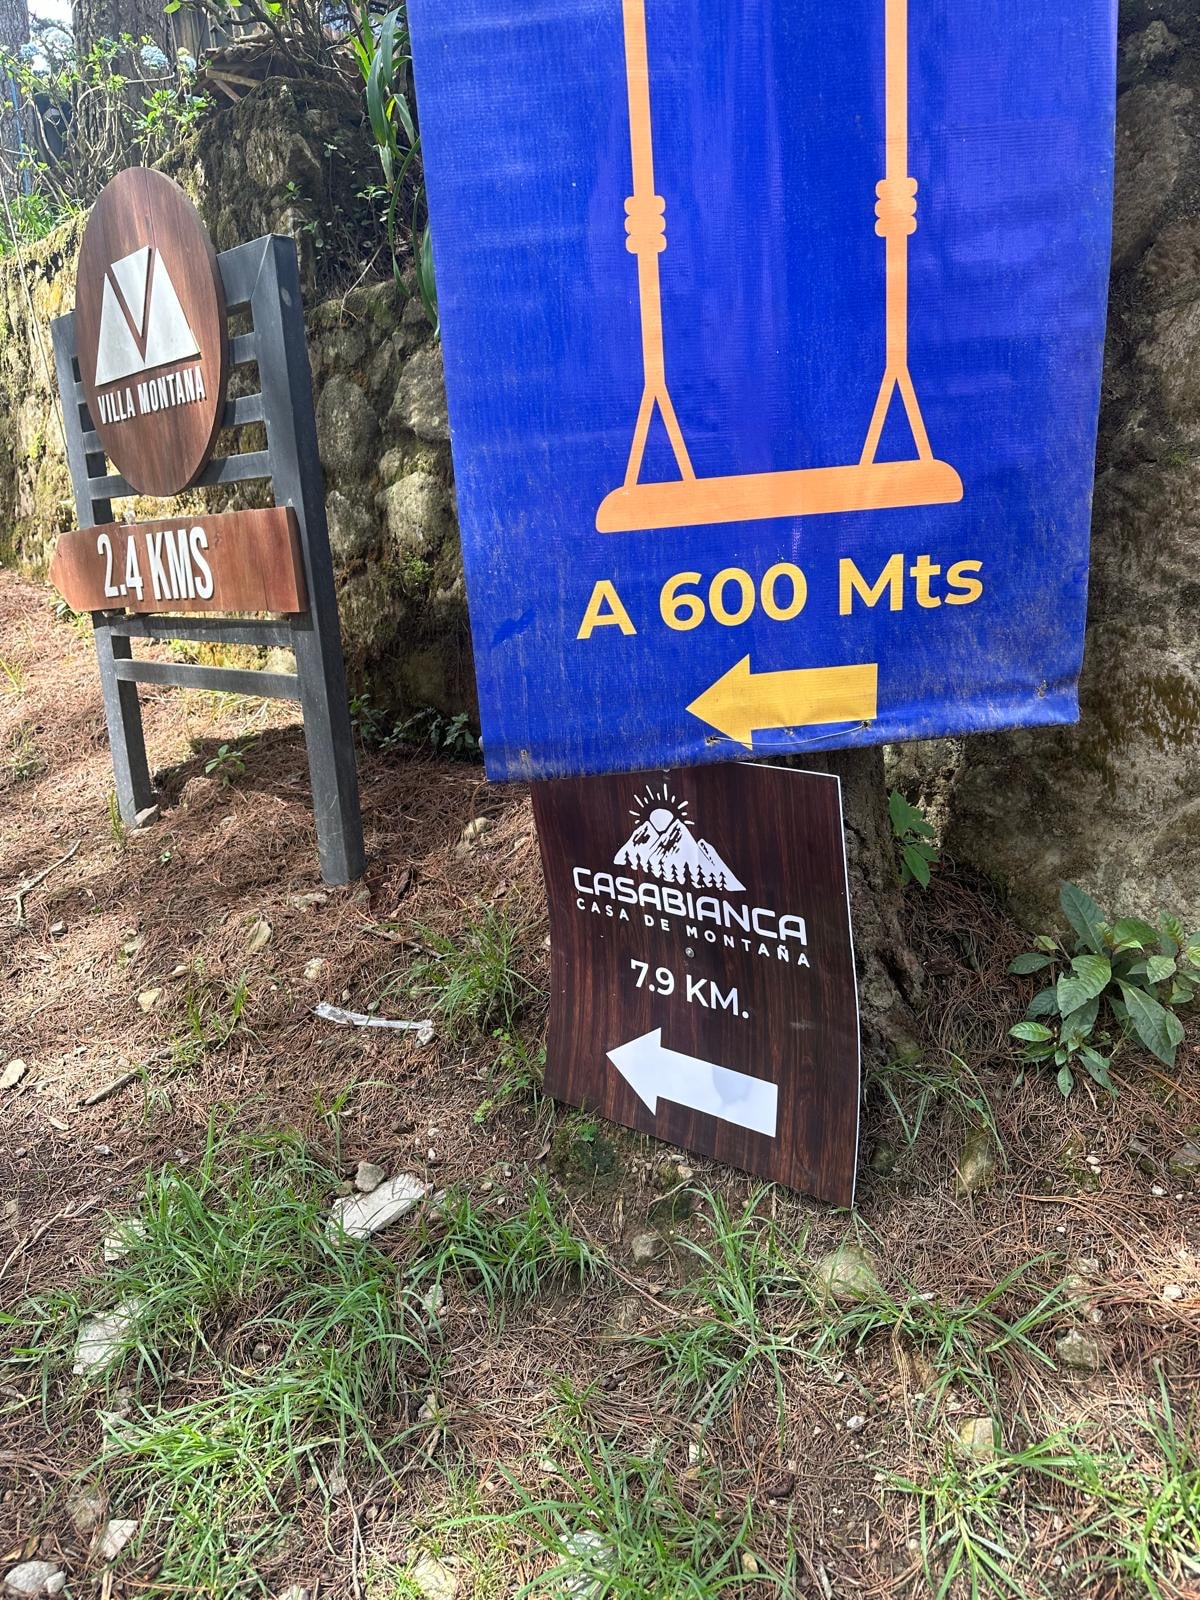 VILLA MONTANA
2.4 KMS
A 600 Mts
CASABIANCA
CASA DE MONTAÑA
7.9 KM.